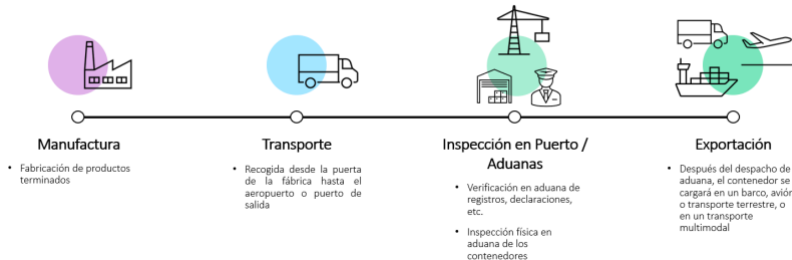 Manufactura
• Fabricación de productos
terminados
Transporte
• Recogida desde la puerta
de la fábrica hasta el
aeropuerto o puerto de
salida
Inspección en Puerto /
Aduanas
• Verificación en aduana de
registros, declaraciones,
etc.
• Inspección física en
aduana de los
contenedores
Exportación
• Después del despacho de
aduana, el contenedor se
cargará en un barco, avión
o transporte terrestre, o
en un transporte
multimodal